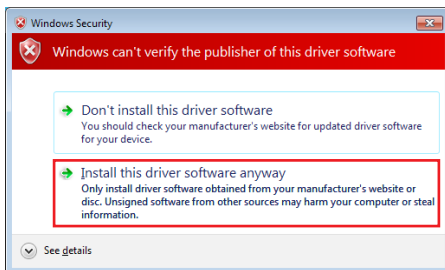 Windows Security
Windows can't verify the publisher of this driver software
Don't install this driver software
You should check your manufacturer's website for updated driver software
for your device.
Install this driver software anyway
Only install driver software obtained from your manufacturer's website or
disc. Unsigned software from other sources may harm your computer or steal
information.
See details